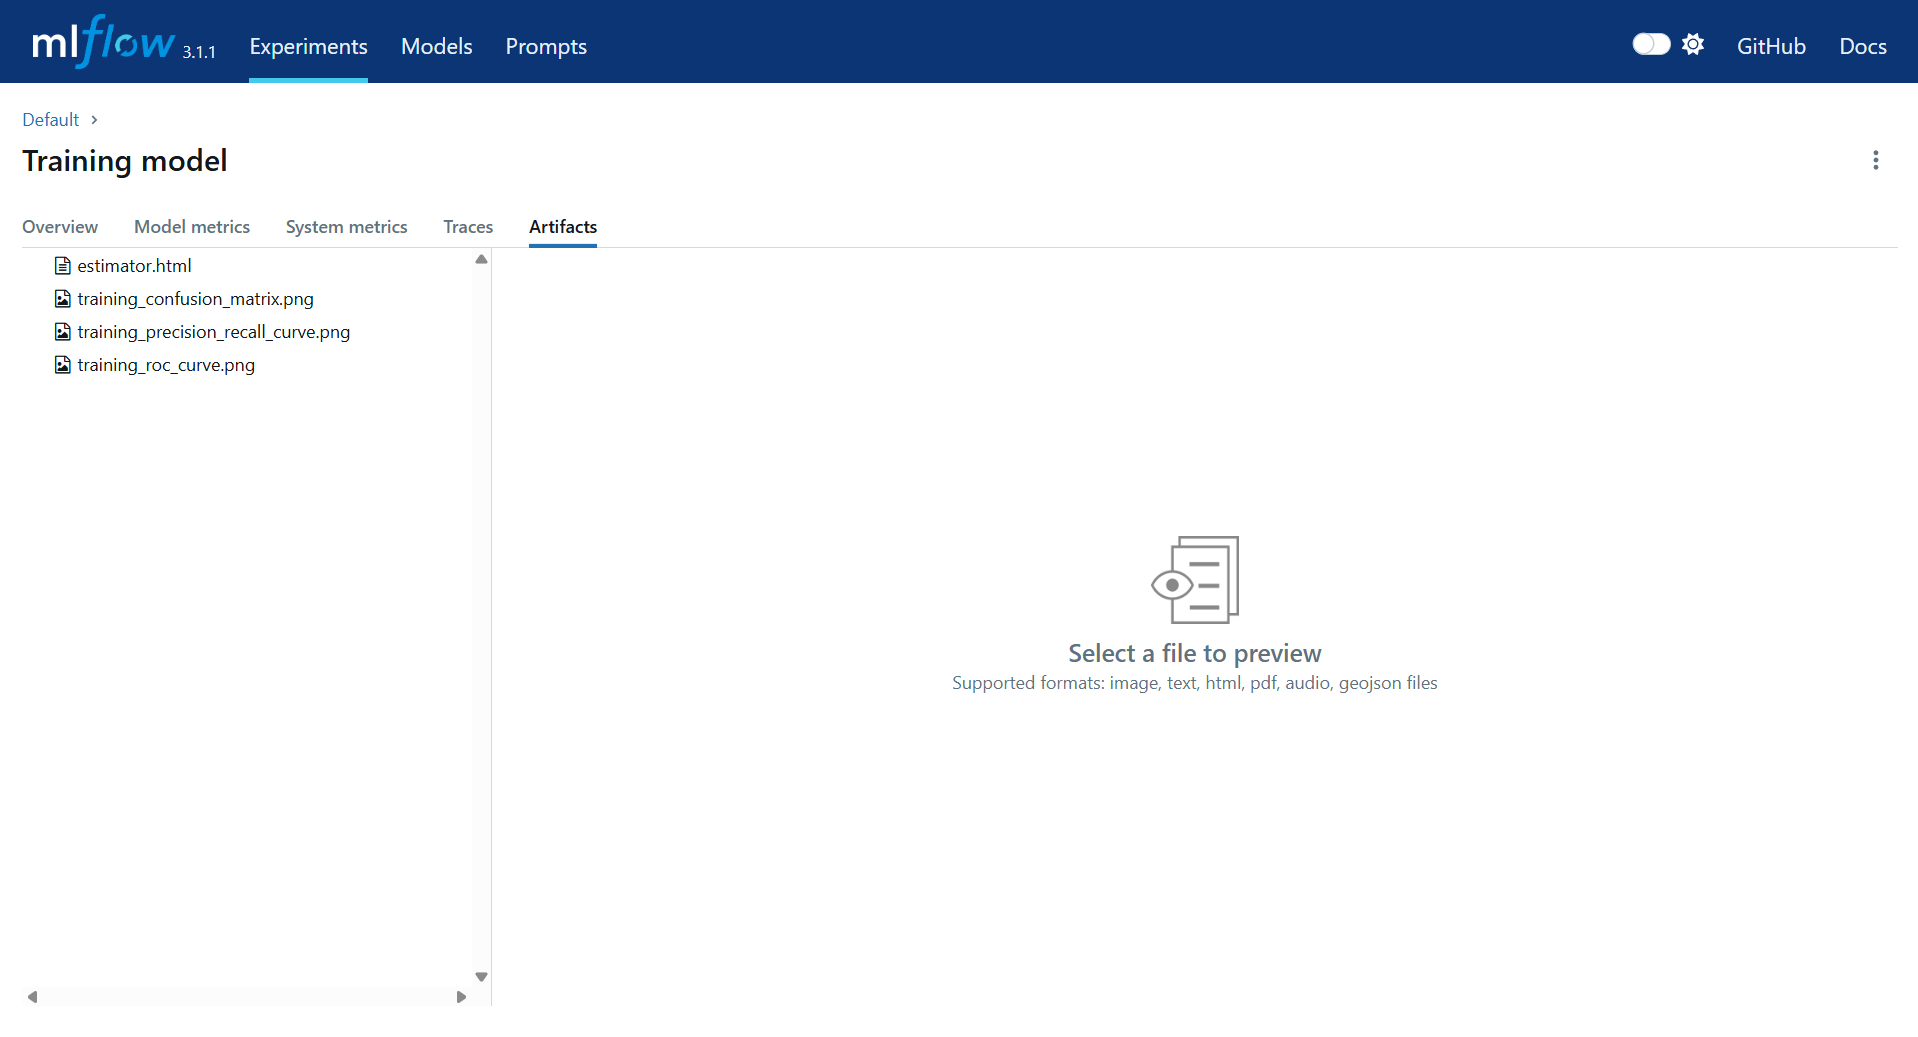 mlflow 3.1.1 Experiments Models Prompts GitHub Docs
Default
Training model
Overview Model metrics System metrics Traces Artifacts
estimator.html
training_confusion_matrix.png
training_precision_recall_curve.png
training_roc_curve.png
Select a file to preview
Supported formats: image, text, html, pdf, audio, geojson files